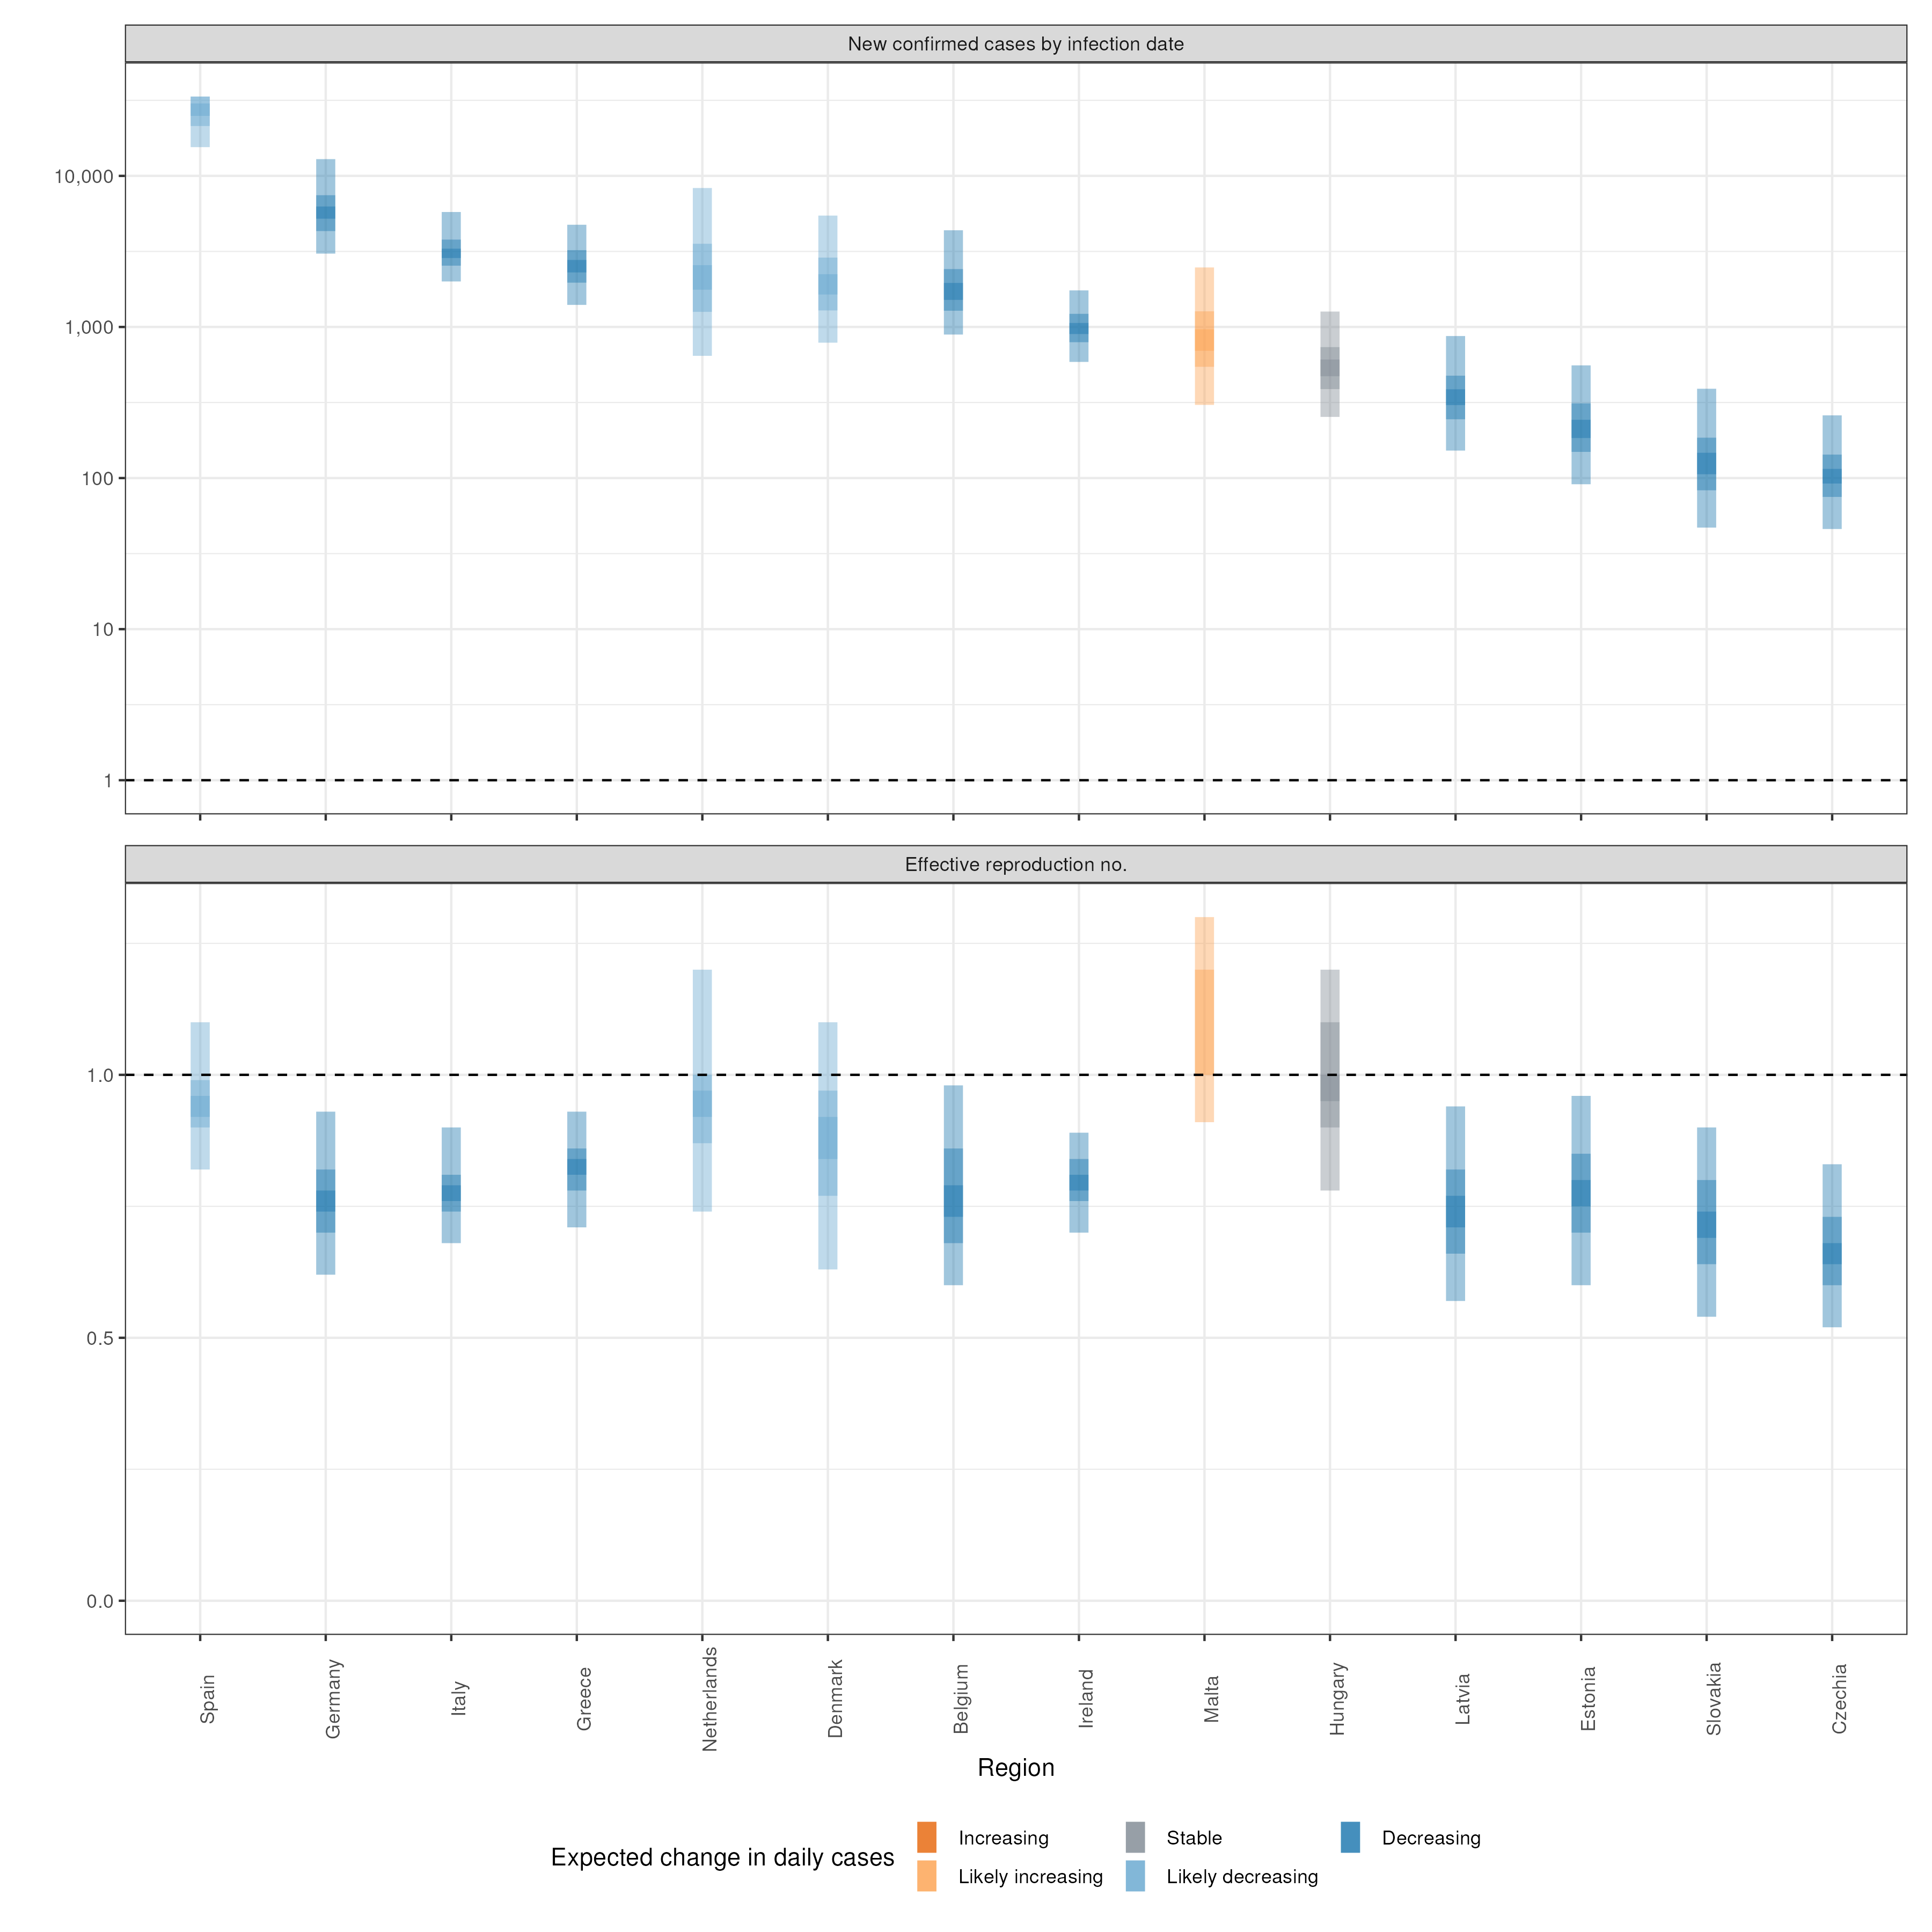 New confirmed cases by infection date
10,000
1,000
100
10
1
Effective reproduction no.
1.0
0.5
0.0
Spain
Germany
Italy
Greece
Netherlands
Denmark
Belgium
Ireland
Malta
Hungary
Latvia
Estonia
Slovakia
Czechia
Region
Expected change in daily cases
Increasing
Stable
Decreasing
Likely increasing
Likely decreasing